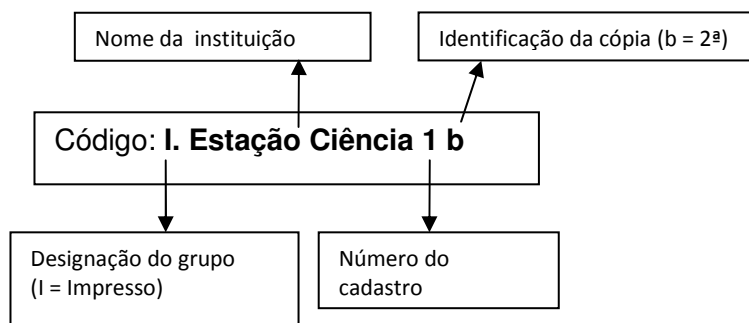 Nome da instituição
Identificação da cópia (b = 2ª)
Código: I. Estação Ciência 1 b
Designação do grupo
(I = Impresso)
Número do
cadastro